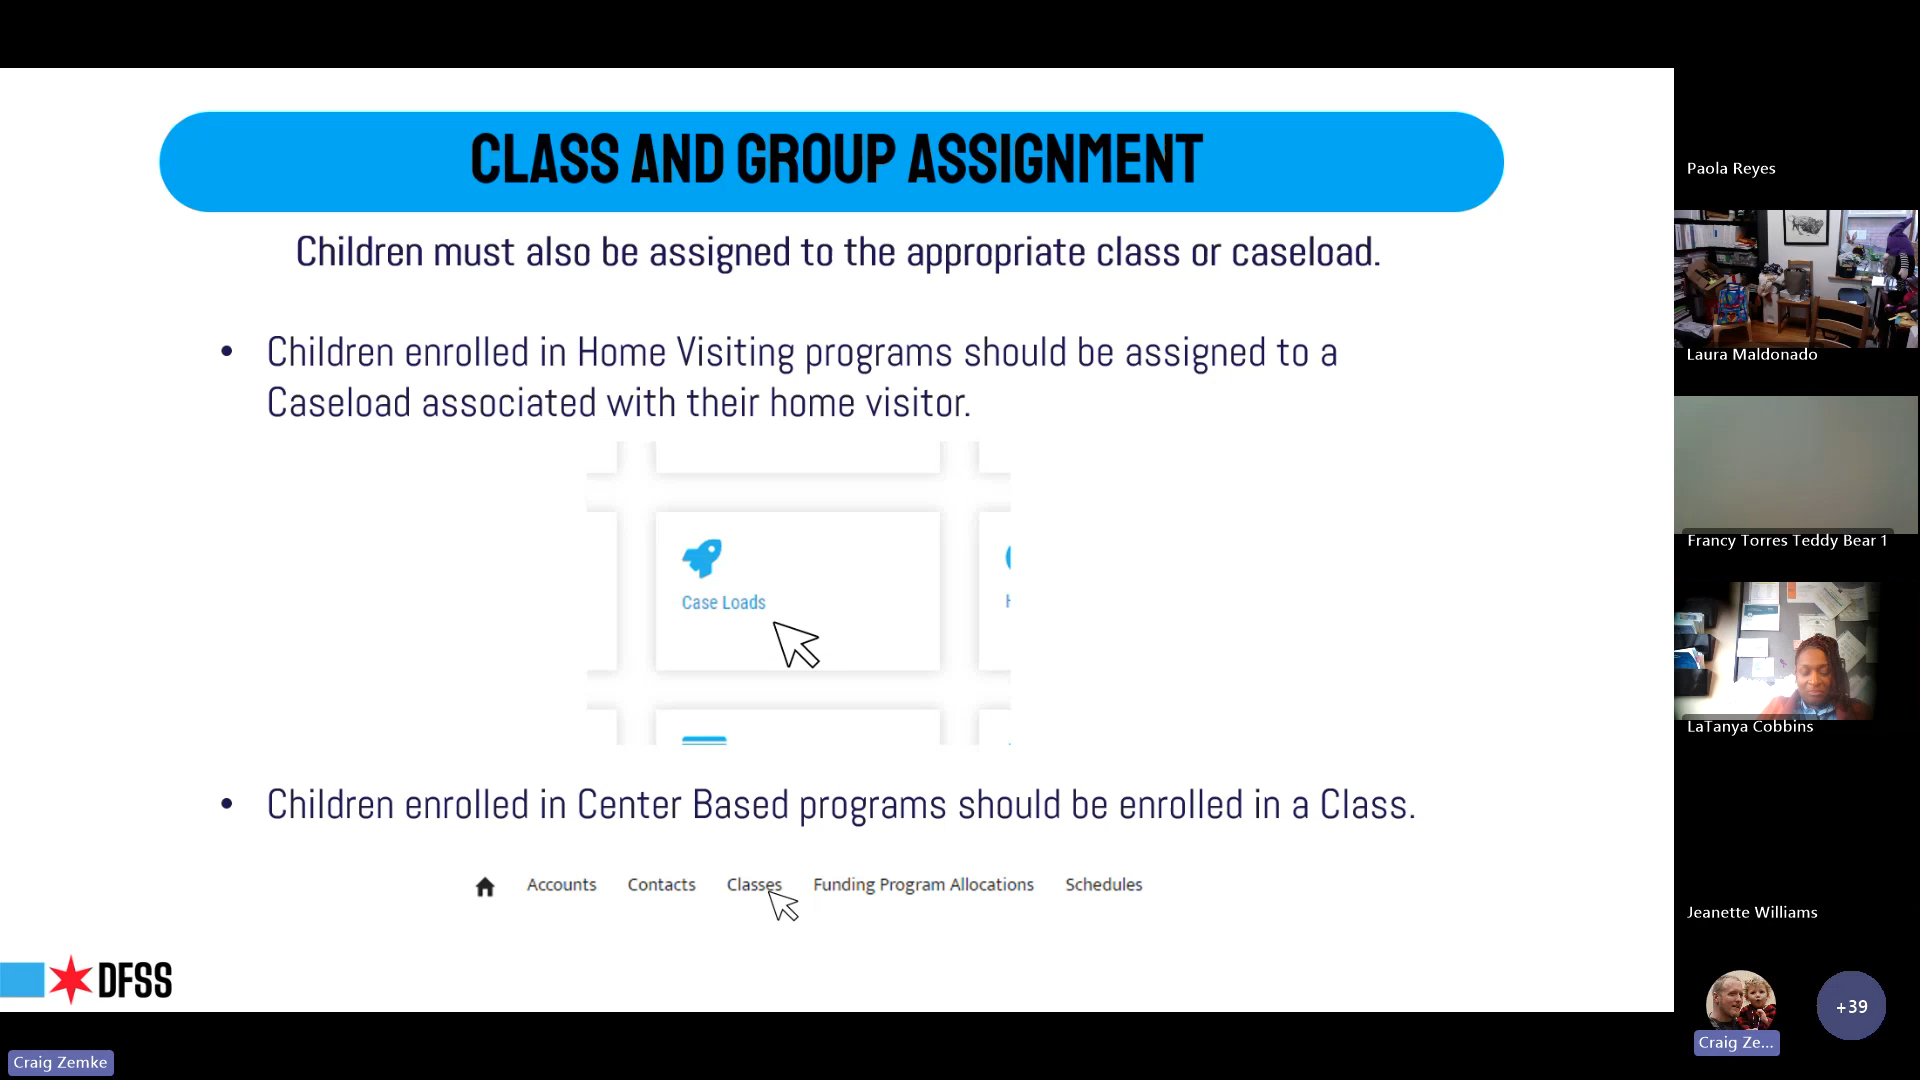 CLASS AND GROUP ASSIGNMENT
Children must also be assigned to the appropriate class or caseload.
• Children enrolled in Home Visiting programs should be assigned to a
Caseload associated with their home visitor.
Case Loads
• Children enrolled in Center Based programs should be enrolled in a Class.
Accounts Contacts Classes Funding Program Allocations Schedules
DFSS
Craig Zemke
Paola Reyes
Laura Maldonado
Francy Torres Teddy Bear 1
LaTanya Cobbins
Jeanette Williams
Craig Ze...
+39